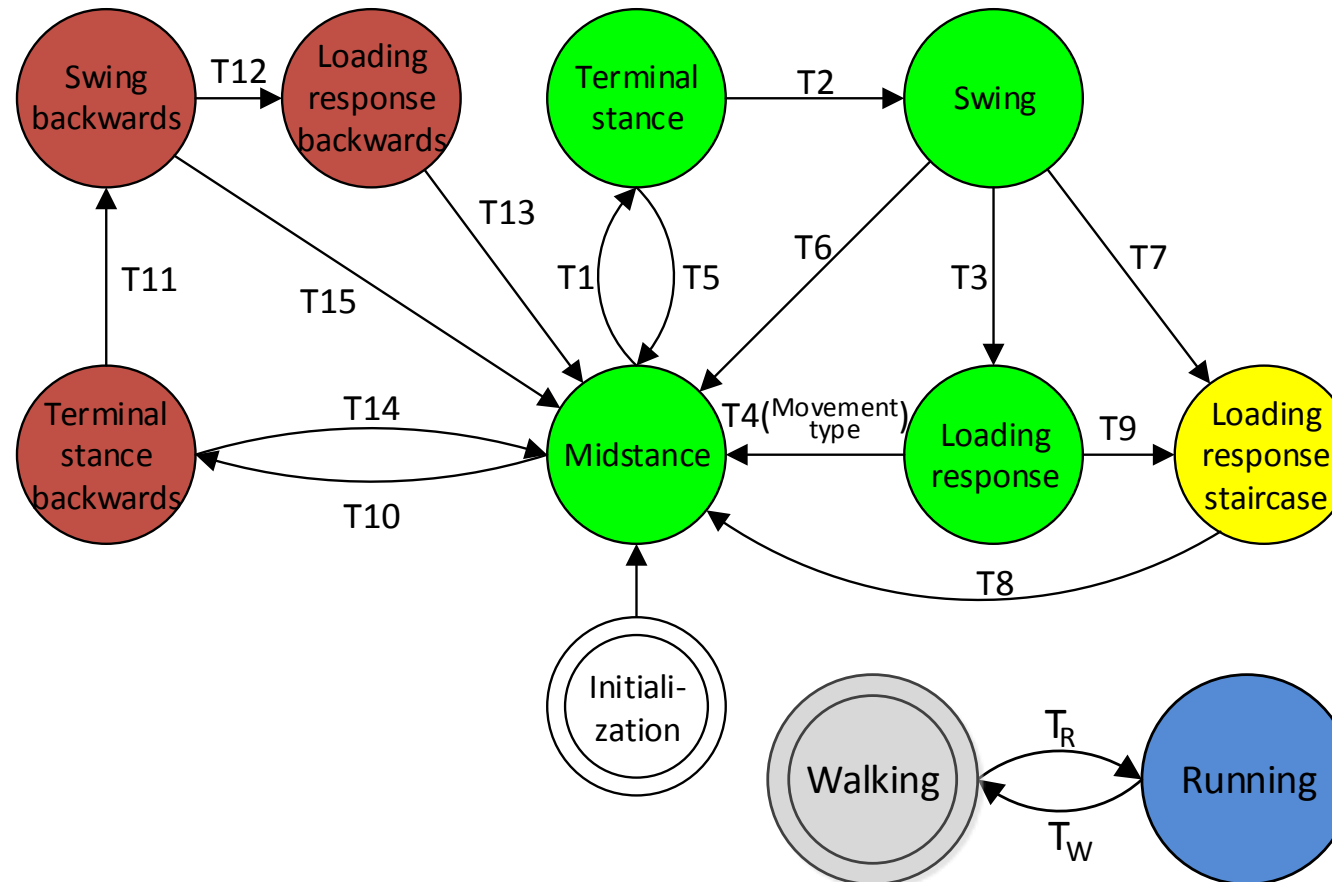 Swing
backwards
T12
Loading
response
backwards
Terminal
stance
T2
Swing
T13
T11
T15
T1
T5
T6
T3
T7
Terminal
stance
backwards
T14
T10
Midstance
T4(Movement
type)
Loading
response
T9
Loading
response
staircase
T8
Initiali-
zation
Walking
TR
TW
Running